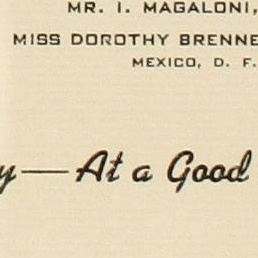 MR. I. MAGALONI,
MISS DOROTHY BRENNE
MEXICO, D. F.
y—At a Good